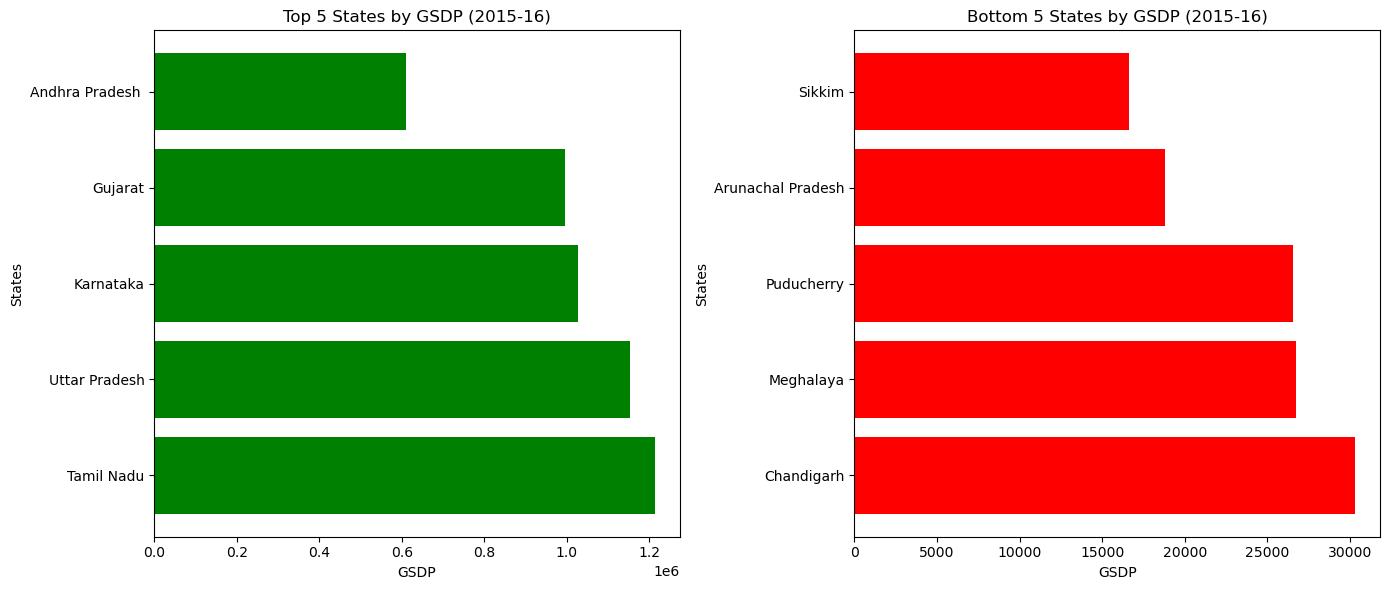 Top 5 States by GSDP (2015-16)
Andhra Pradesh
Gujarat
Karnataka
Uttar Pradesh
Tamil Nadu
States
0.0 0.2 0.4 0.6 0.8 1.0 1.2
1e6
GSDP
Bottom 5 States by GSDP (2015-16)
Sikkim
Arunachal Pradesh
Puducherry
Meghalaya
Chandigarh
States
0 5000 10000 15000 20000 25000 30000
GSDP